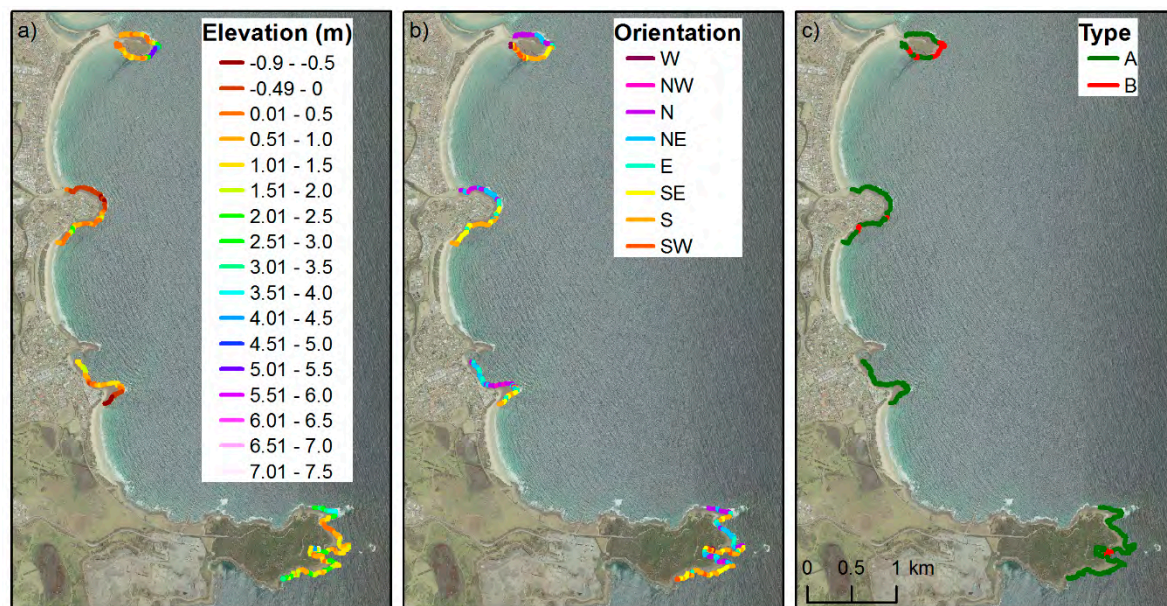 a)
Elevation (m)
-0.9 - -0.5
-0.49 - 0
0.01 - 0.5
0.51 - 1.0
1.01 - 1.5
1.51 - 2.0
2.01 - 2.5
2.51 - 3.0
3.01 - 3.5
3.51 - 4.0
4.01 - 4.5
4.51 - 5.0
5.01 - 5.5
5.51 - 6.0
6.01 - 6.5
6.51 - 7.0
7.01 - 7.5
b)
Orientation
W
NW
N
NE
E
SE
S
SW
c)
Type
A
B
0 0.5 1 km